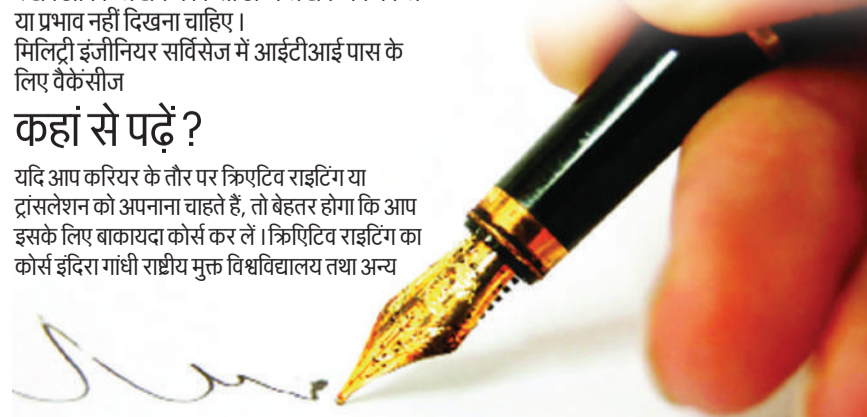 या प्रभाव नहीं दिखना चाहिए ।
मिलिट्री इंजीनियर सर्विसेज में आईटीआई पास के
लिए वैकेंसीज
कहां से पढ़ें ?
यदि आप करियर के तौर पर क्रिएटिव राइटिंग या
ट्रांसलेशन को अपनाना चाहते हैं, तो बेहतर होगा कि आप
इसके लिए बाकायदा कोर्स कर लें । क्रिएिटिव राइटिंग का
कोर्स इंदिरा गांधी राष्ट्रीय मुक्त विश्वविद्यालय तथा अन्य